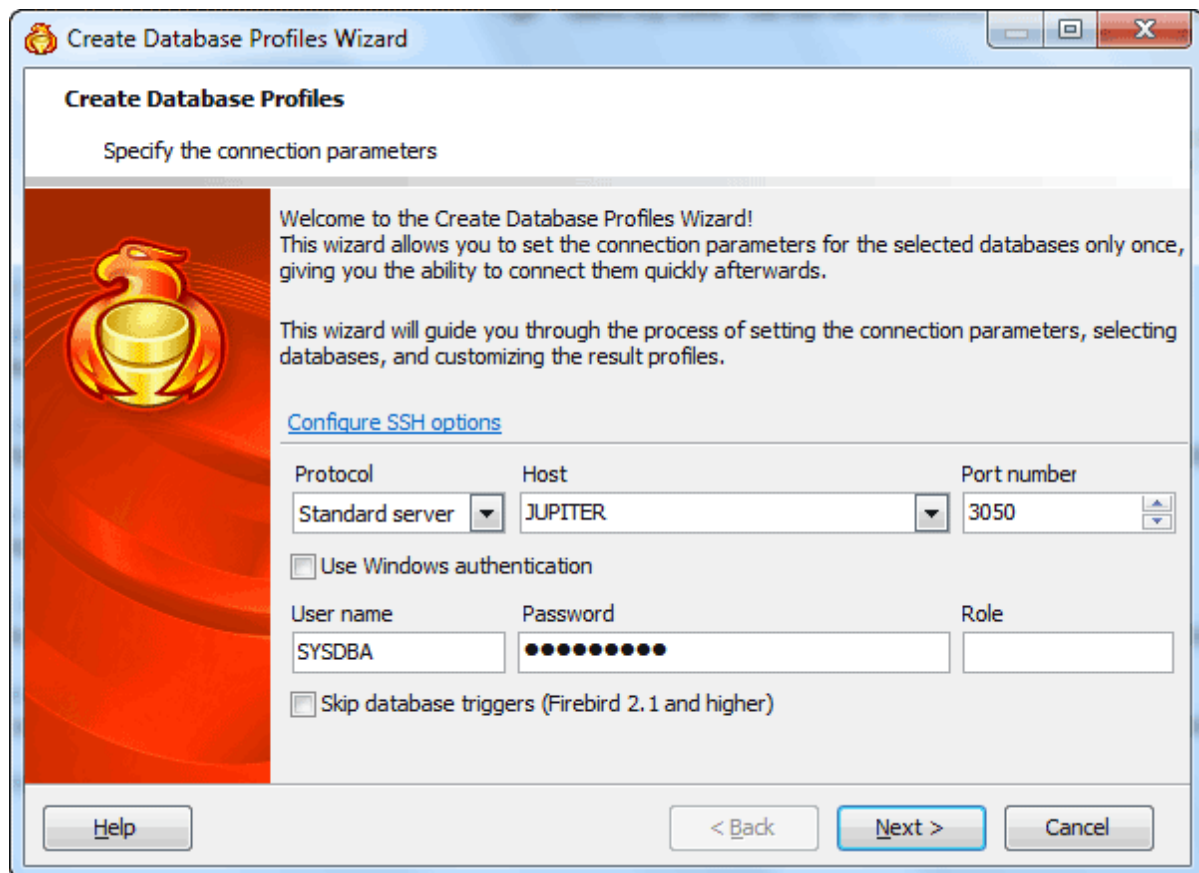 Create Database Profiles Wizard
Create Database Profiles
Specify the connection parameters
Welcome to the Create Database Profiles Wizard!
This wizard allows you to set the connection parameters for the selected databases only once,
giving you the ability to connect them quickly afterwards.
This wizard will guide you through the process of setting the connection parameters, selecting
databases, and customizing the result profiles.
Configure SSH options
Protocol Host Port number
Standard server JUPITER 3050
Use Windows authentication
User name Password Role
SYSDBA ●●●●●●●●●
Skip database triggers (Firebird 2.1 and higher)
Help < Back Next > Cancel